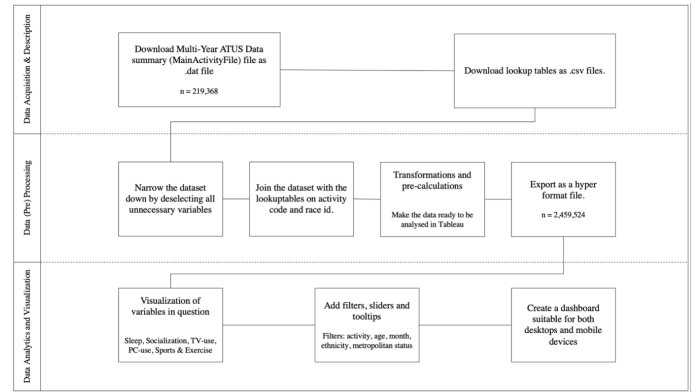 Data Acquisition & Description
Download Multi-Year ATUS Data
summary (MainActivityFile) file as
.dat file
n = 219,368
Download lookup tables as .csv files.
Data (Pre) Processing
Narrow the dataset
down by deselecting all
unnecessary variables
Join the dataset with the
lookuptables on activity
code and race id.
Transformations and
pre-calculations
Make the data ready to be
analysed in Tableau
Export as a hyper
format file.
n = 2,459,524
Data Analytics and Visualization
Visualization of
variables in question
Sleep, Socialization, TV-use,
PC-use, Sports & Exercise
Add filters, sliders and
tooltips
Filters: activity, age, month,
ethnicity, metropolitan status
Create a dashboard
suitable for both
desktops and mobile
devices